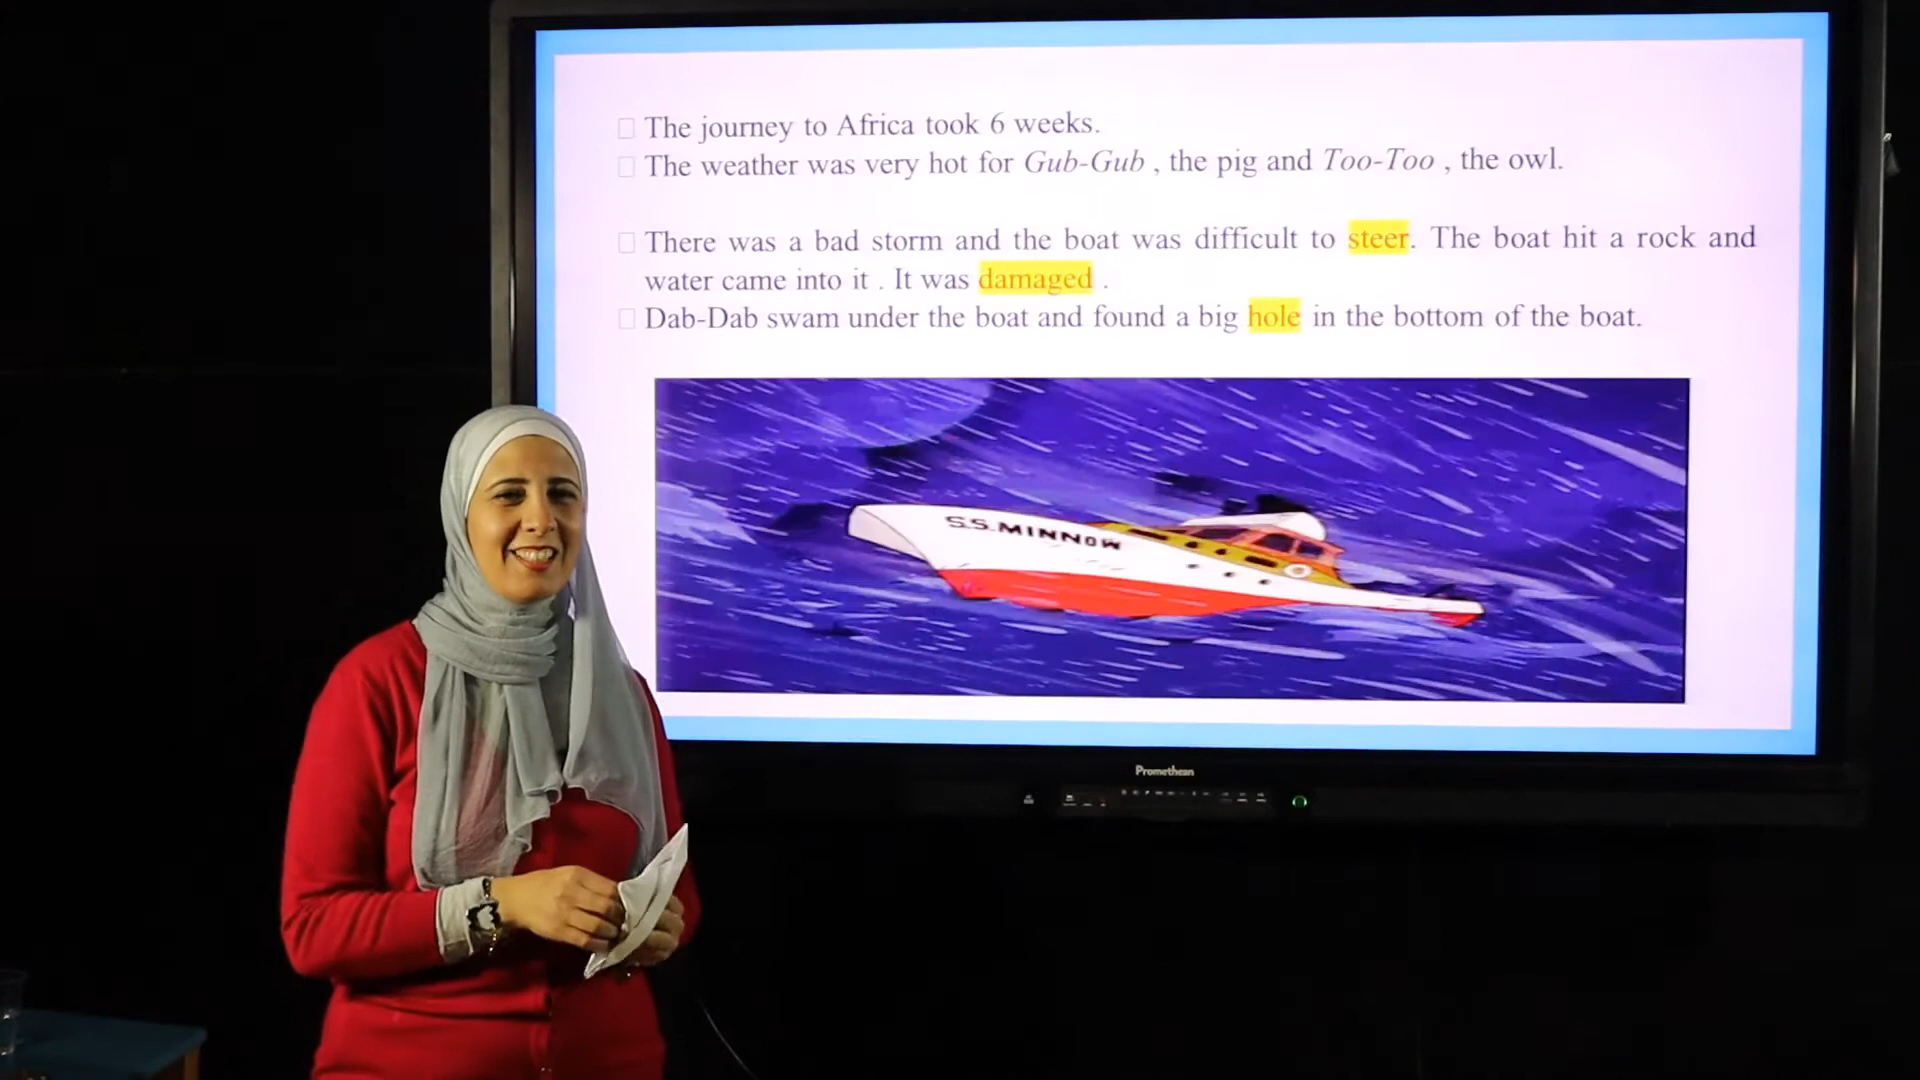 The journey to Africa took 6 weeks.
The weather was very hot for Gub-Gub , the pig and Too-Too , the owl.
There was a bad storm and the boat was difficult to steer. The boat hit a rock and
water came into it . It was damaged .
Dab-Dab swam under the boat and found a big hole in the bottom of the boat.
S.S. MINNOW
Promethean